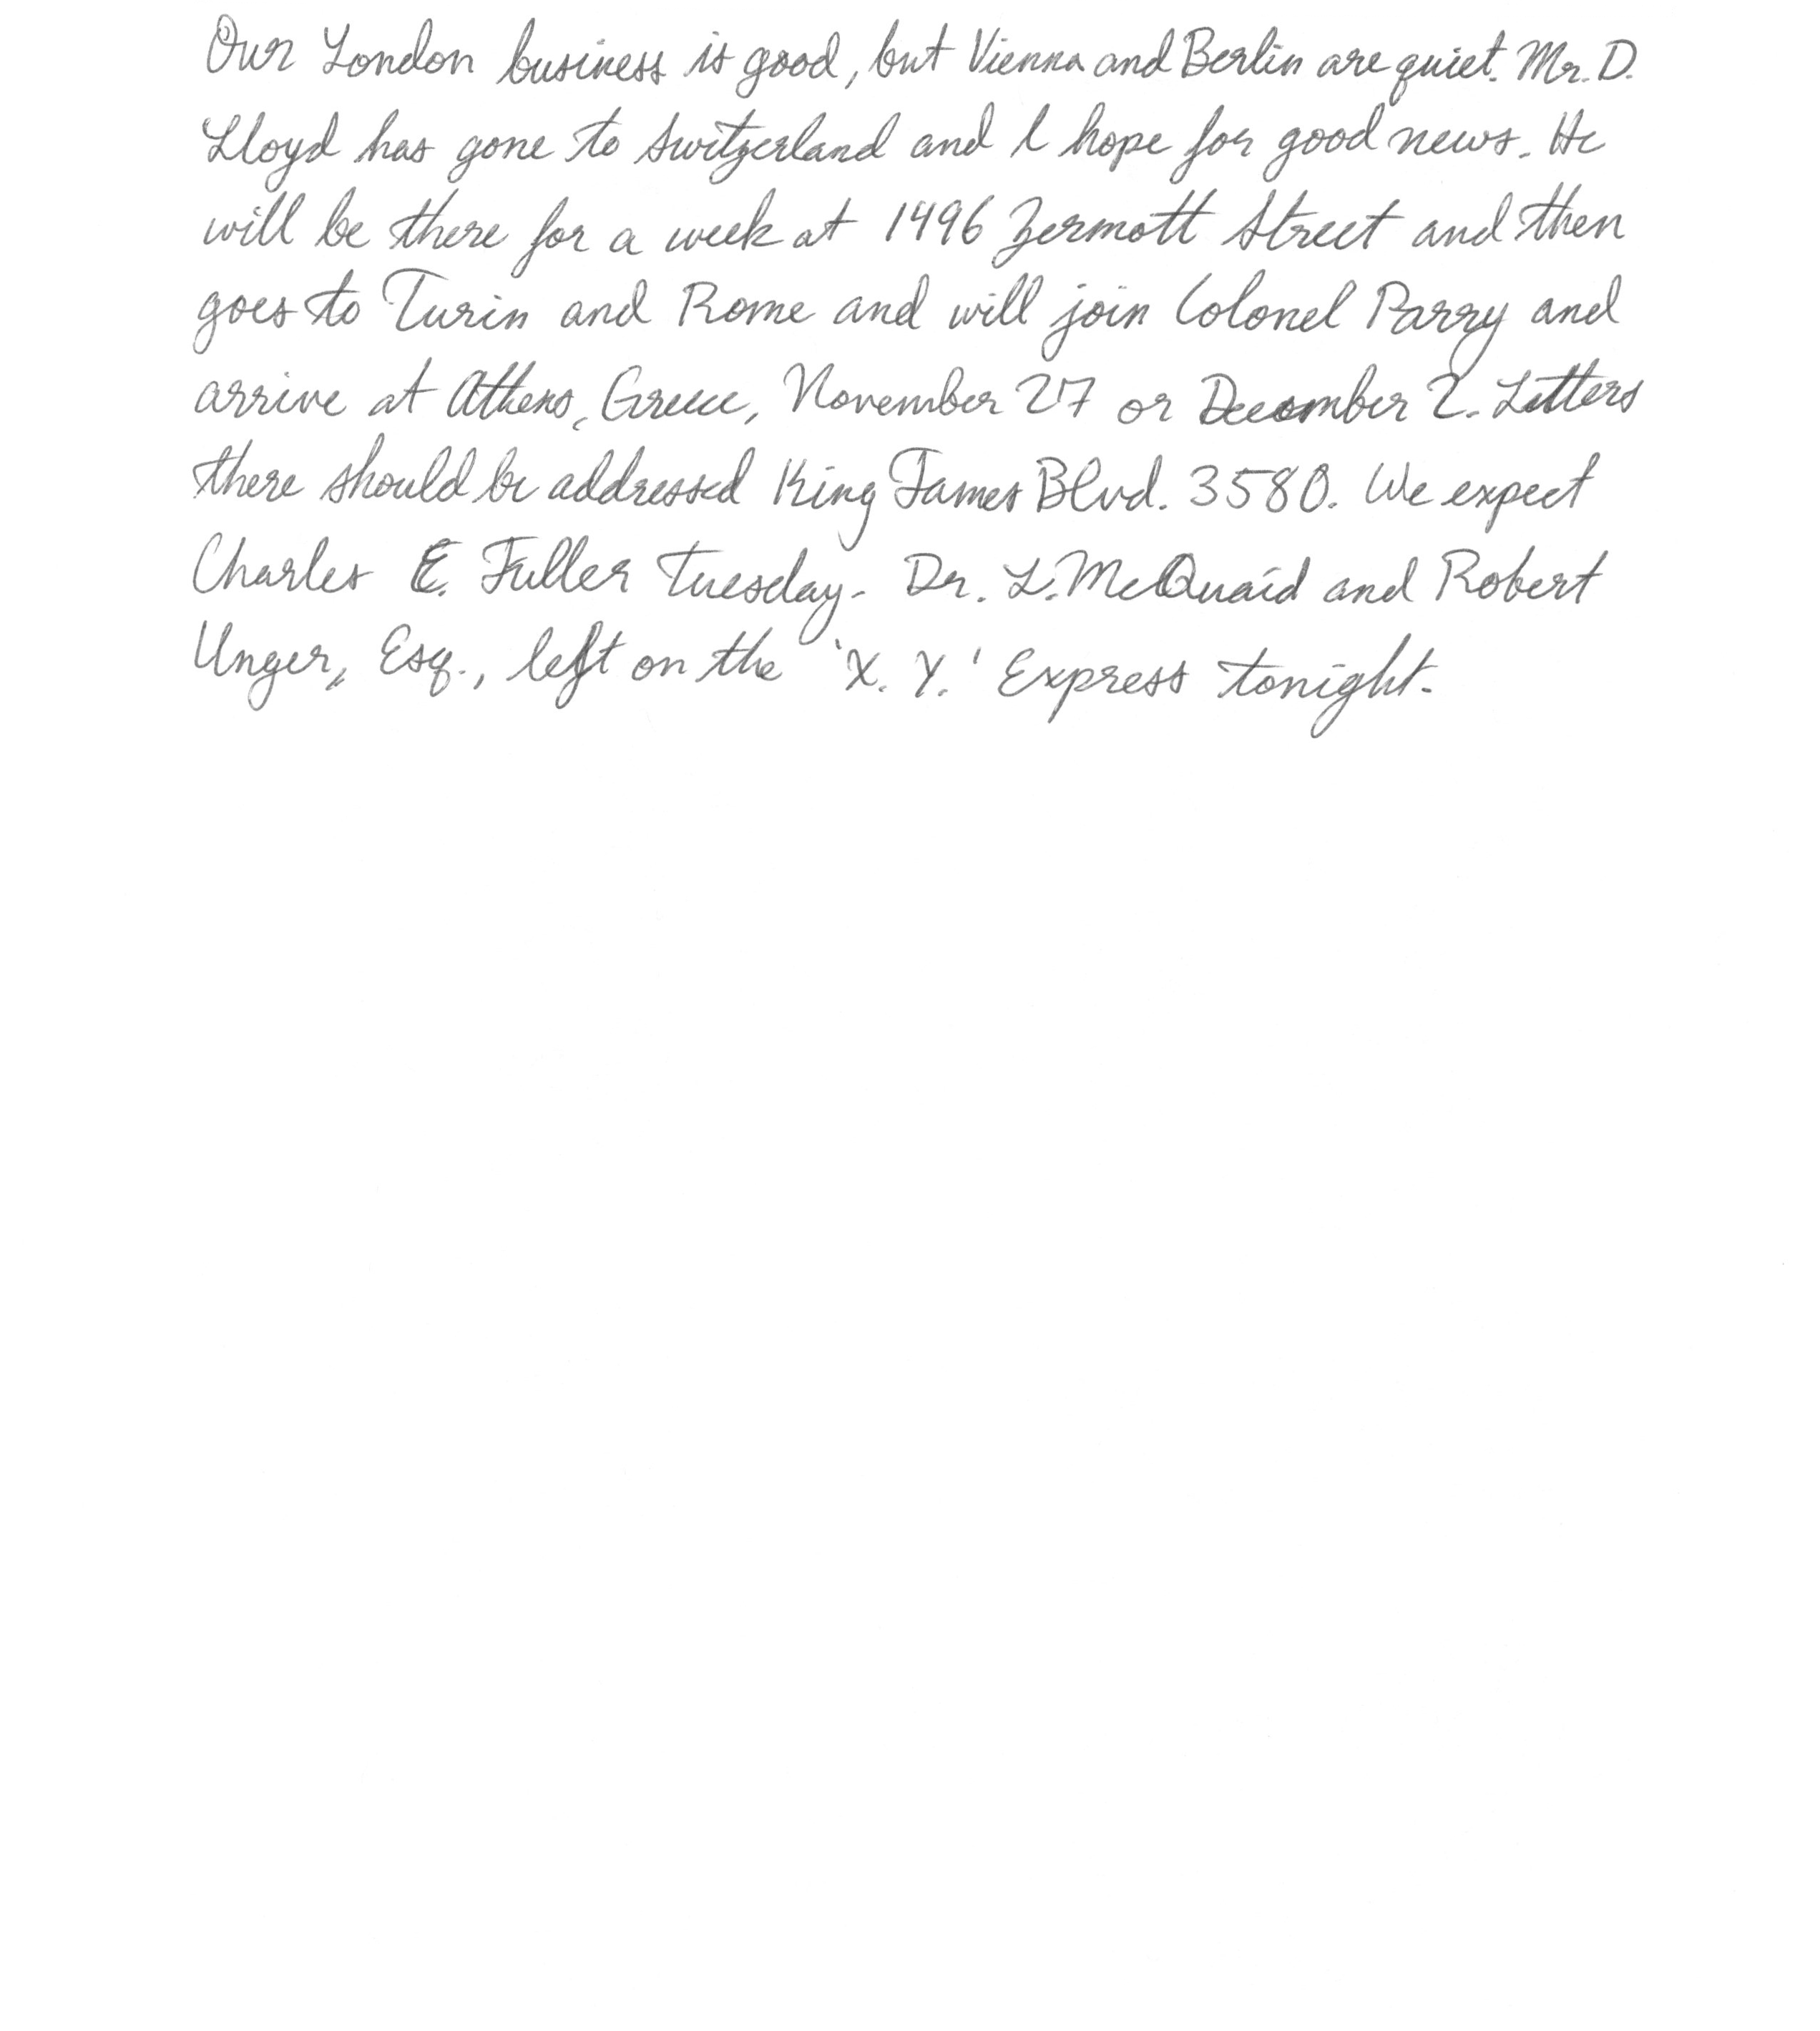 Our London business is good, but Vienna and Berlin are quiet. Mr. D.
Lloyd has gone to Switzerland and I hope for good news. He
will be there for a week at 1496 Zermott Street and then
goes to Turin and Rome and will join Colonel Parry and
arrive at Athens, Greece, November 27 or December 2. Letters
there should be addressed King James Blvd. 3580. We expect
Charles E. Fuller Tuesday. Dr. L. McQuaid and Robert
Unger, Esq., left on the 'X. Y.' Express tonight.